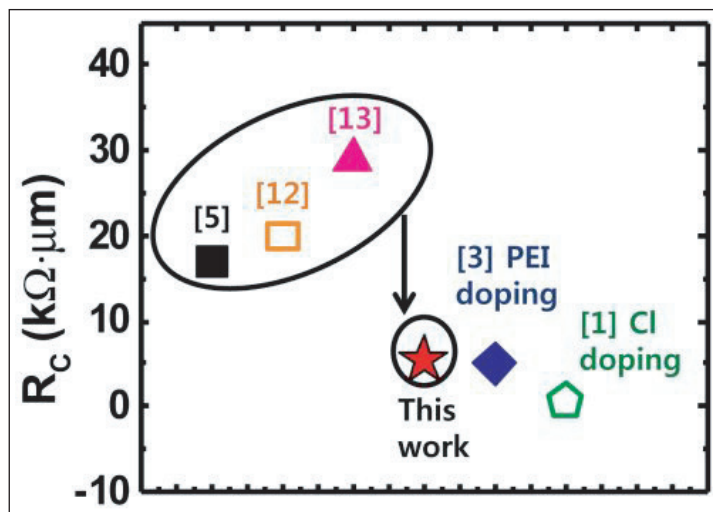 40
30
20
10
0
-10
R_C (kΩ·μm)
[13]
[12]
[5]
[3] PEI
doping
[1] Cl
doping
This
work